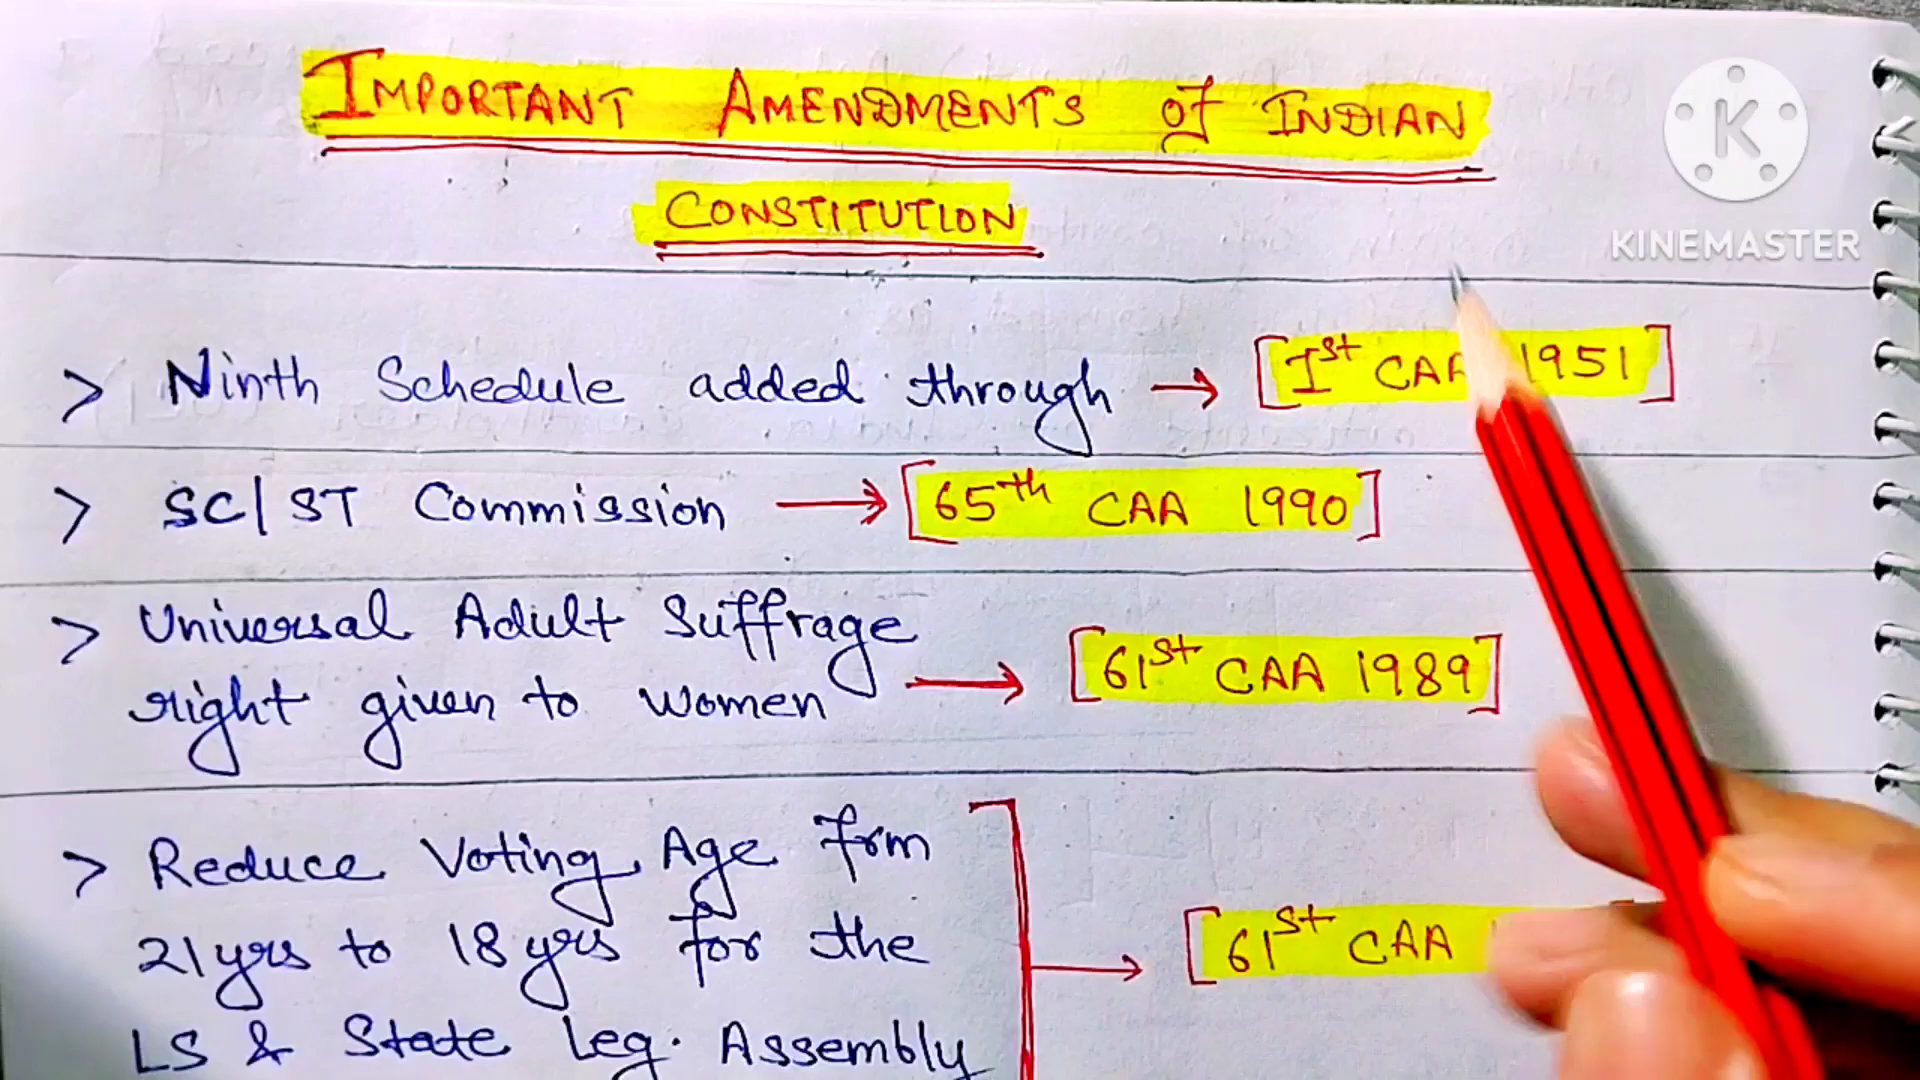 IMPORTANT AMENDMENTS of INDIAN
CONSTITUTION
KINEMASTER
> Ninth Schedule added through → [Ist CAA 1951]
> SC/ST Commission → [65th CAA 1990]
> Universal Adult Suffrage
right given to women → [61st CAA 1989]
> Reduce Voting Age frm
21yrs to 18yrs for the → [61st CAA
LS & State Leg. Assembly